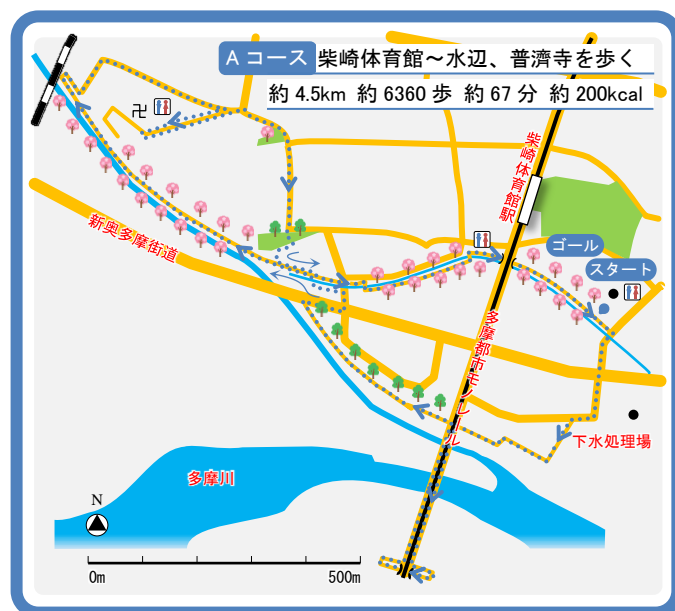 A コース 柴崎体育館～水辺、普濟寺を歩く
約 4.5km 約 6360 歩 約 67 分 約 200kcal
卍
柴崎体育館駅
新奥多摩街道
ゴール
スタート
多摩都市モノレール
下水処理場
多摩川
N
0m 500m